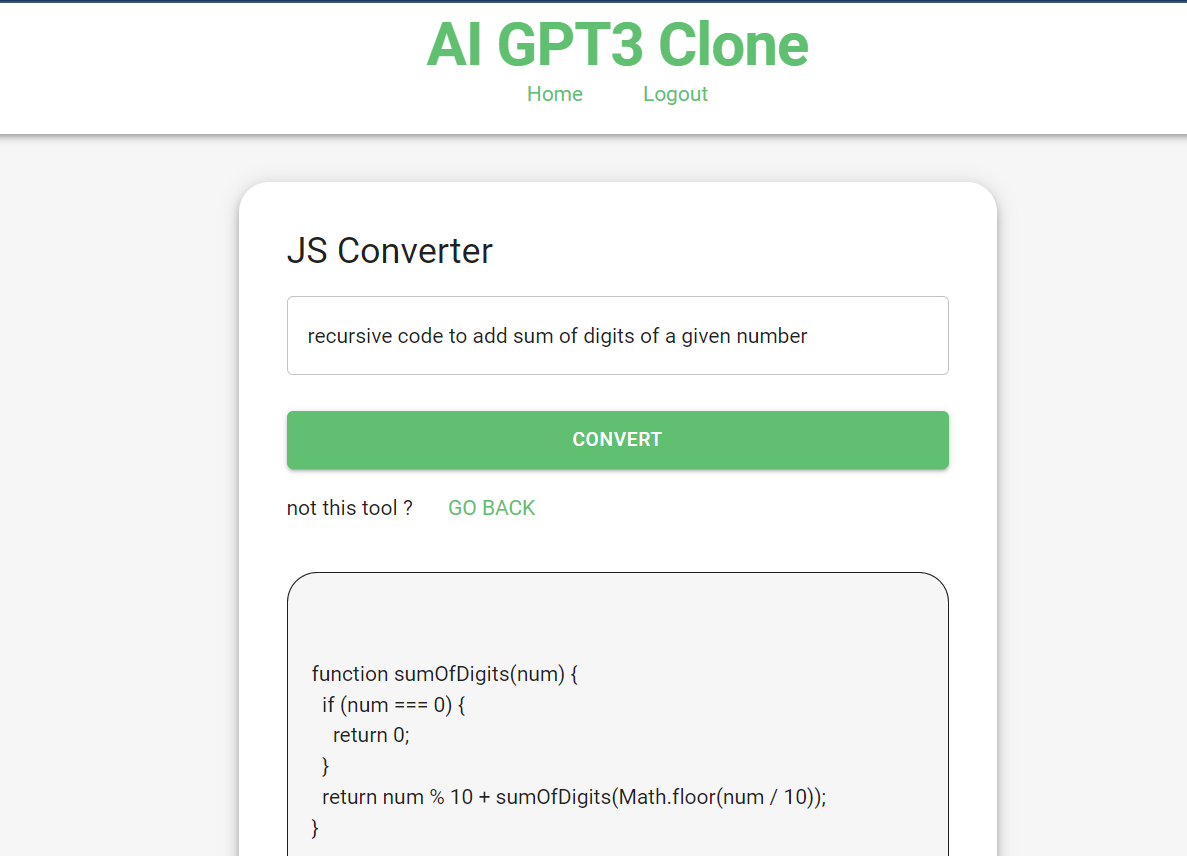 AI GPT3 Clone
Home Logout
JS Converter
recursive code to add sum of digits of a given number
CONVERT
not this tool ? GO BACK
function sumOfDigits(num) {
  if (num === 0) {
    return 0;
  }
  return num % 10 + sumOfDigits(Math.floor(num / 10));
}